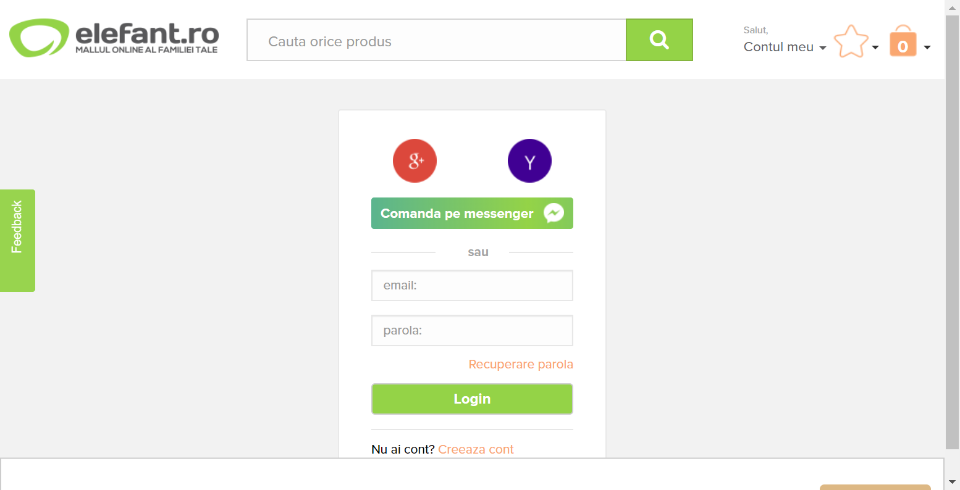 elefant.ro
MALLUL ONLINE AL FAMILIEI TALE
Cauta orice produs
Salut,
Contul meu
0
g+
Y
Comanda pe messenger
sau
email:
parola:
Recuperare parola
Login
Nu ai cont? Creeaza cont
Feedback